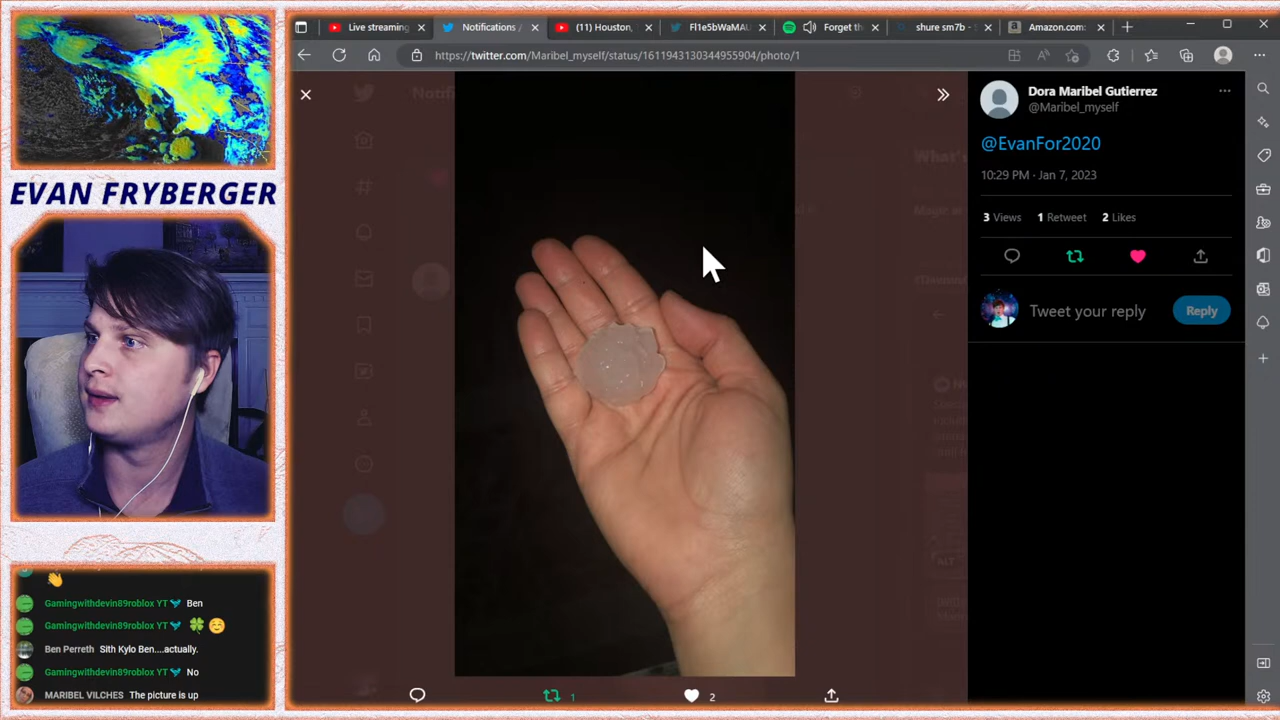 Live streaming
Notifications /
(11) Houston,
Fl1e5bWaMAU
Forget the
shure sm7b - S
Amazon.com:
https://twitter.com/Maribel_myself/status/1611943130344955904/photo/1
EVAN FRYBERGER
GamingwithdevIn89roblox YT Ben
GamingwithdevIn89roblox YT 🍀 ☺️
Ben Perreth Sith Kylo Ben....actually.
GamingwithdevIn89roblox YT No
MARIBEL VILCHES The picture is up
Notifi
What's
1
2
Dora Maribel Gutierrez
@Maribel_myself
@EvanFor2020
10:29 PM · Jan 7, 2023
3 Views 1 Retweet 2 Likes
Tweet your reply
Reply